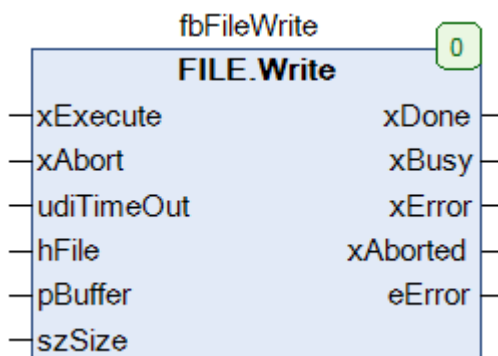 fbFileWrite
0
FILE.Write
xExecute xDone
xAbort xBusy
udiTimeOut xError
hFile xAborted
pBuffer eError
szSize